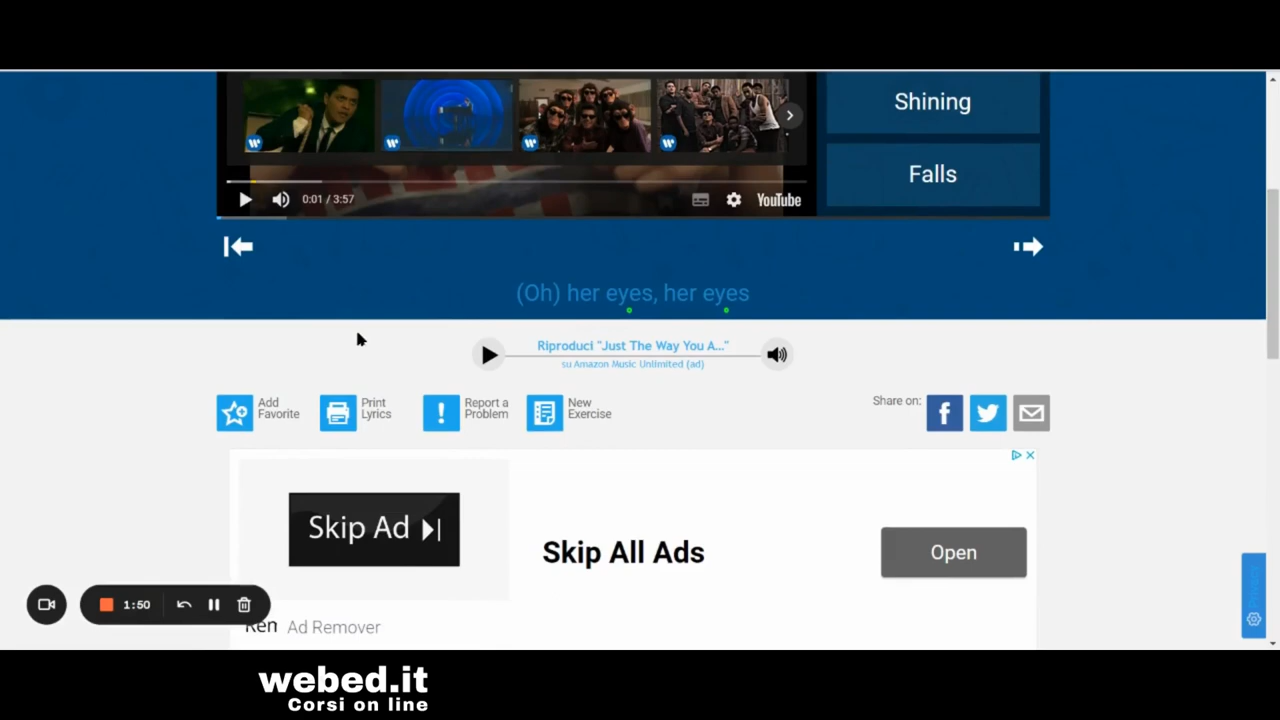 Shining
Falls
0:01 / 3:57
YouTube
(Oh) her eyes, her eyes
Riproduci "Just The Way You A..."
su Amazon Music Unlimited (ad)
Add
Favorite
Print
Lyrics
Report a
Problem
New
Exercise
Share on:
Skip Ad
Skip All Ads
Open
1:50
Ren Ad Remover
webed.it
Corsi on line